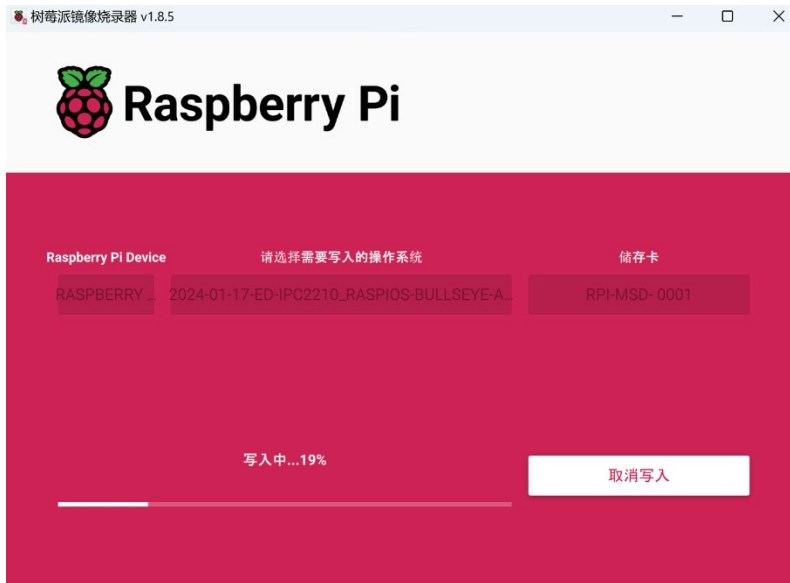 树莓派镜像烧录器 v1.8.5
Raspberry Pi
Raspberry Pi Device 请选择需要写入的操作系统 储存卡
RASPBERRY ... 2024-01-17-ED-IPC2210_RASPIOS-BULLSEYE-A... RPI-MSD- 0001
写入中...19%
取消写入